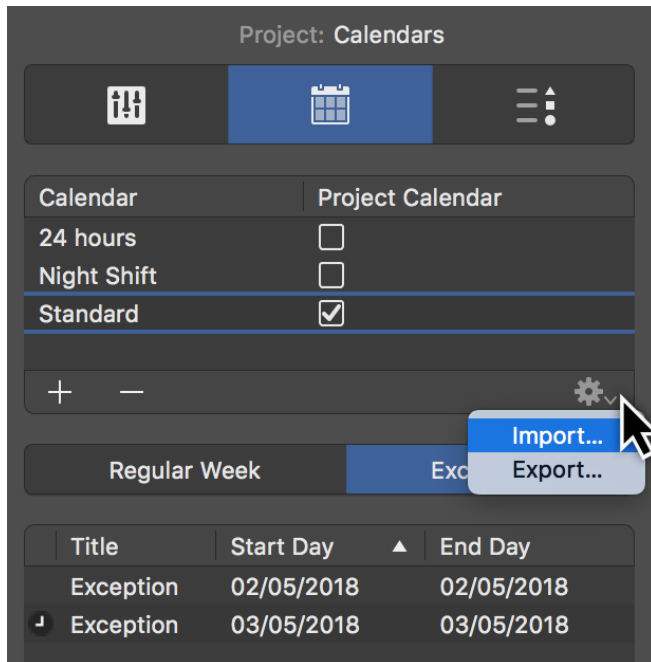 Project: Calendars
Calendar Project Calendar
24 hours
Night Shift
Standard
Import...
Regular Week Exc Export...
Title Start Day End Day
Exception 02/05/2018 02/05/2018
Exception 03/05/2018 03/05/2018